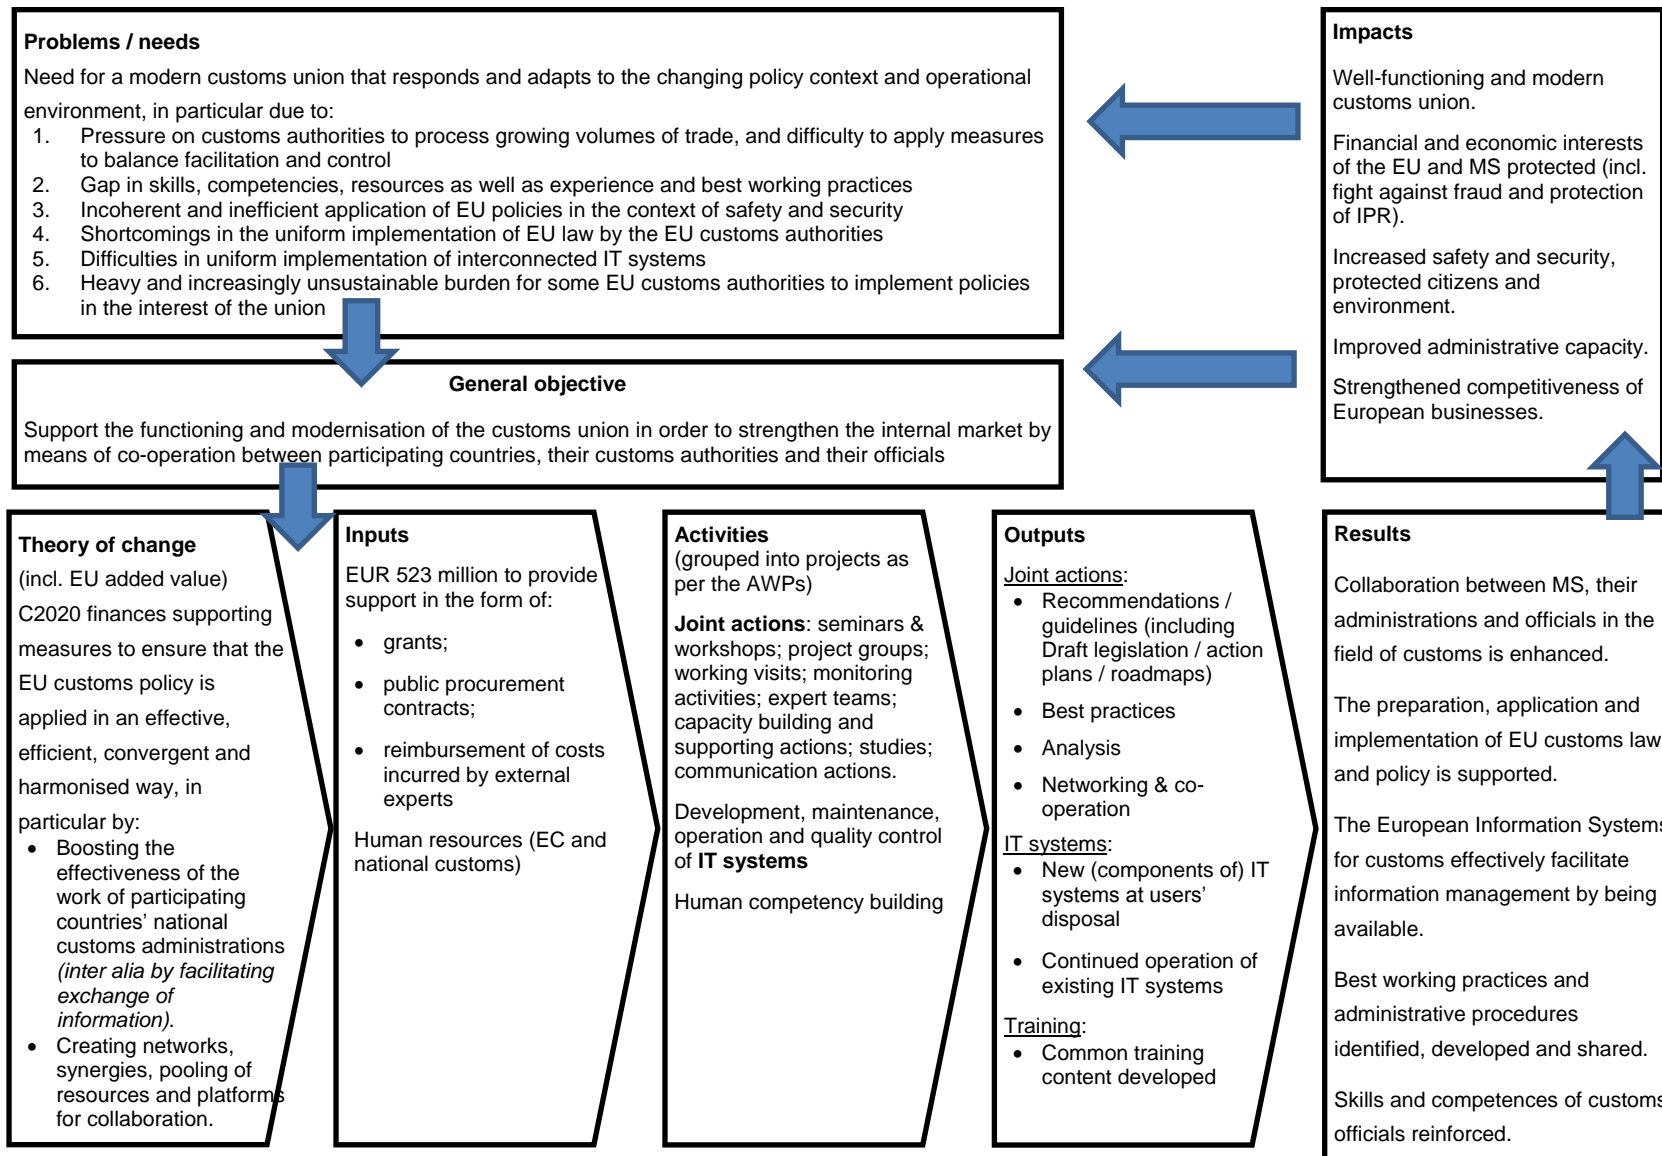 Problems / needs
Need for a modern customs union that responds and adapts to the changing policy context and operational
environment, in particular due to:
1. Pressure on customs authorities to process growing volumes of trade, and difficulty to apply measures
to balance facilitation and control
2. Gap in skills, competencies, resources as well as experience and best working practices
3. Incoherent and inefficient application of EU policies in the context of safety and security
4. Shortcomings in the uniform implementation of EU law by the EU customs authorities
5. Difficulties in uniform implementation of interconnected IT systems
6. Heavy and increasingly unsustainable burden for some EU customs authorities to implement policies
in the interest of the union
General objective
Support the functioning and modernisation of the customs union in order to strengthen the internal market by
means of co-operation between participating countries, their customs authorities and their officials
Impacts
Well-functioning and modern
customs union.
Financial and economic interests
of the EU and MS protected (incl.
fight against fraud and protection
of IPR).
Increased safety and security,
protected citizens and
environment.
Improved administrative capacity.
Strengthened competitiveness of
European businesses.
Theory of change
(incl. EU added value)
C2020 finances supporting
measures to ensure that the
EU customs policy is
applied in an effective,
efficient, convergent and
harmonised way, in
particular by:
• Boosting the
effectiveness of the
work of participating
countries' national
customs administrations
(inter alia by facilitating
exchange of
information).
• Creating networks,
synergies, pooling of
resources and platforms
for collaboration.
Inputs
EUR 523 million to provide
support in the form of:
• grants;
• public procurement
contracts;
• reimbursement of costs
incurred by external
experts
Human resources (EC and
national customs)
Activities
(grouped into projects as
per the AWPs)
Joint actions: seminars &
workshops; project groups;
working visits; monitoring
activities; expert teams;
capacity building and
supporting actions; studies;
communication actions.
Development, maintenance,
operation and quality control
of IT systems
Human competency building
Outputs
Joint actions:
• Recommendations /
guidelines (including
Draft legislation / action
plans / roadmaps)
• Best practices
• Analysis
• Networking & co-
operation
IT systems:
• New (components of) IT
systems at users'
disposal
• Continued operation of
existing IT systems
Training:
• Common training
content developed
Results
Collaboration between MS, their
administrations and officials in the
field of customs is enhanced.
The preparation, application and
implementation of EU customs law
and policy is supported.
The European Information Systems
for customs effectively facilitate
information management by being
available.
Best working practices and
administrative procedures
identified, developed and shared.
Skills and competences of customs
officials reinforced.